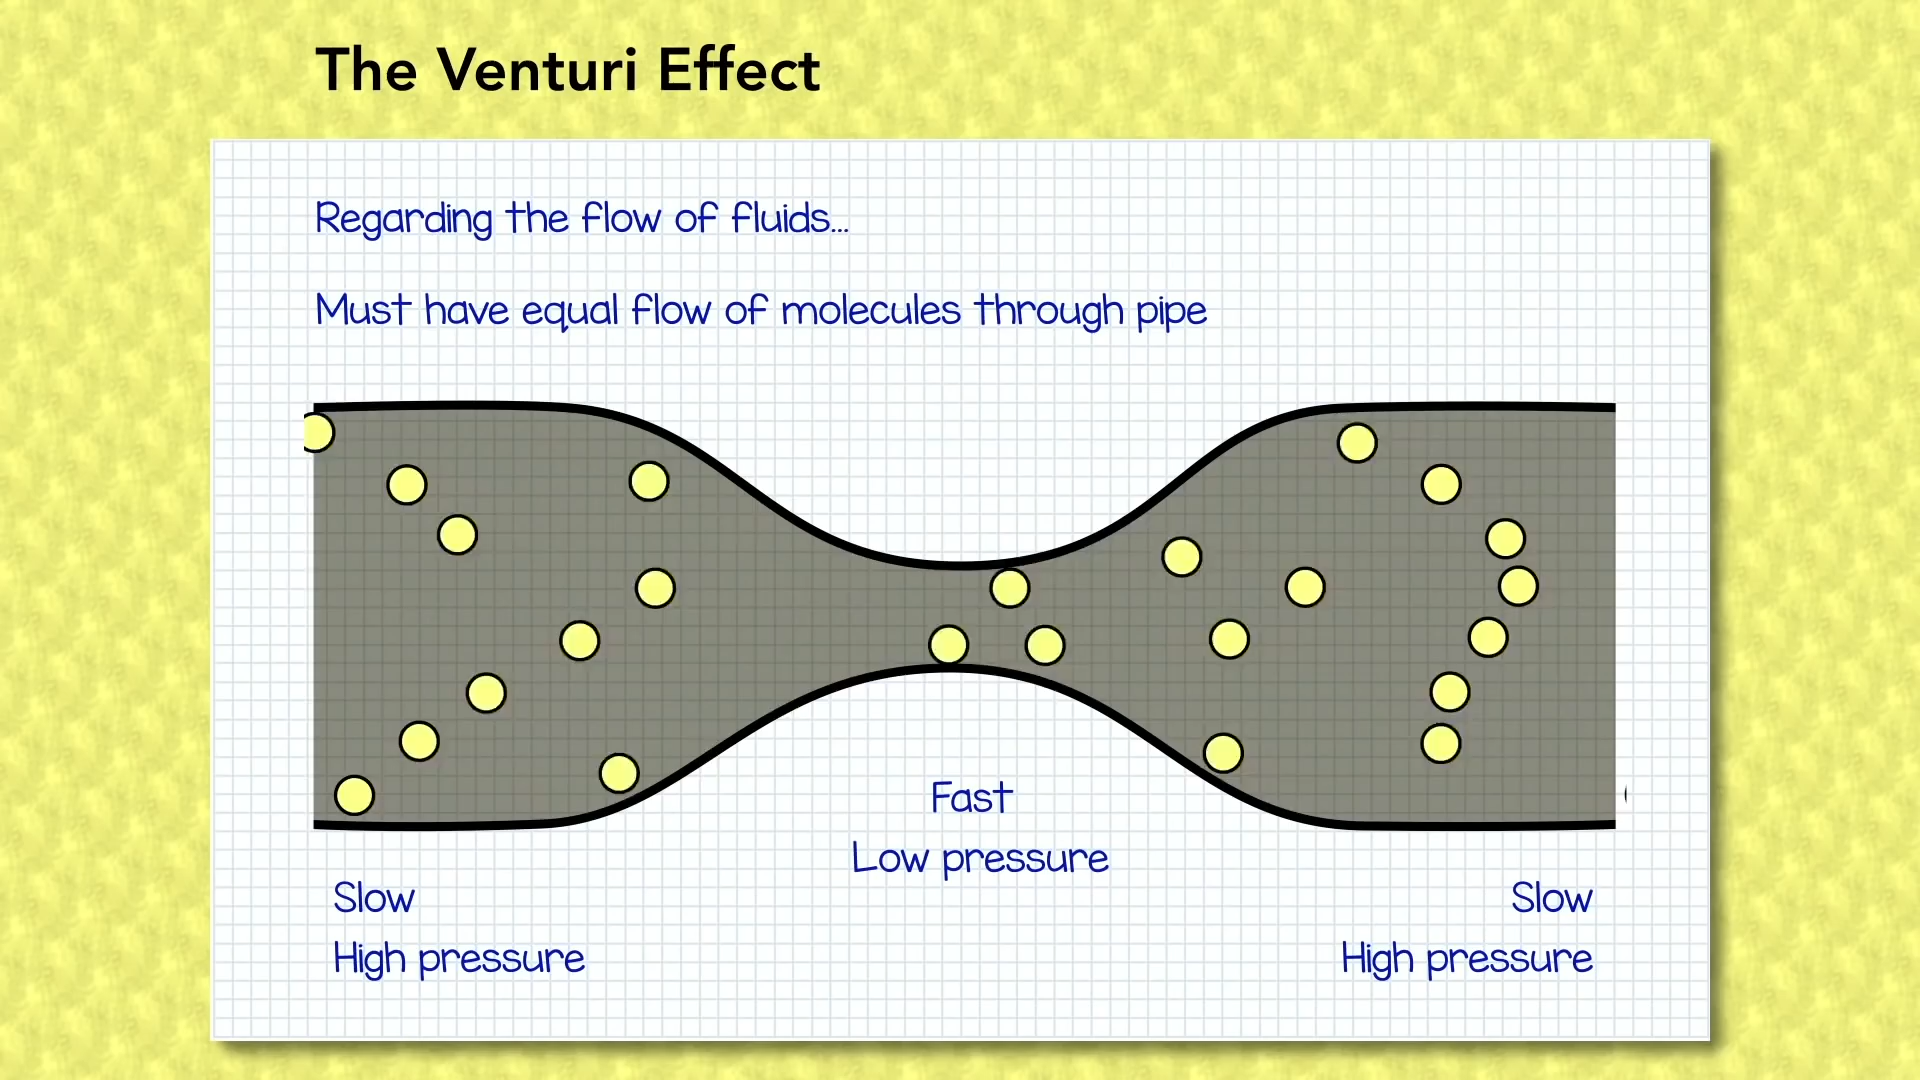 The Venturi Effect
Regarding the flow of fluids...
Must have equal flow of molecules through pipe
Fast
Low pressure
Slow
High pressure
Slow
High pressure